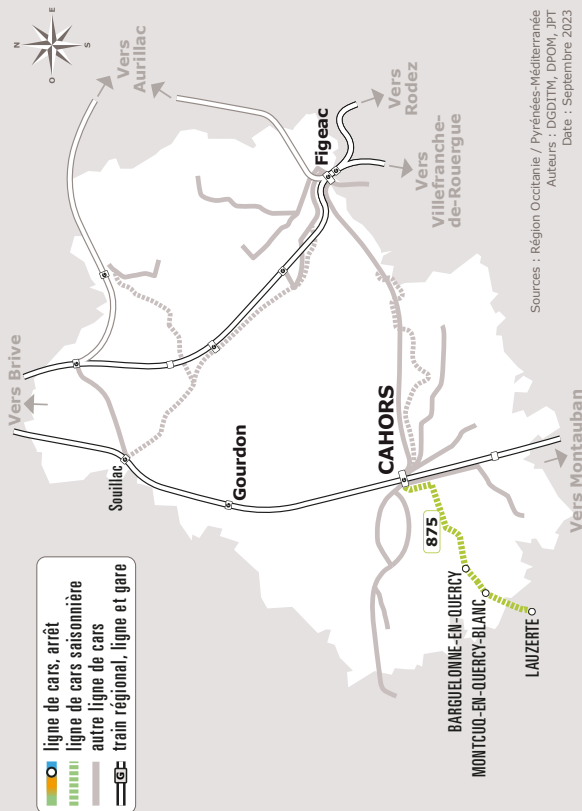 ligne de cars, arrêt
ligne de cars saisonnière
autre ligne de cars
G
train régional, ligne et gare
Vers Brive
Souillac
Gourdon
CAHORS
875
BARGUELONNE-EN-QUERCY
MONTCUQ-EN-QUERCY-BLANC
LAUZERTE
Vers Montauban
Figeac
Vers
Aurillac
Vers
Rodez
Vers
Villefranche-
de-Rouergue
N
E
S
O
Sources : Région Occitanie / Pyrénées-Méditerranée
Auteurs : DGDITM, DPOM, JPT
Date : Septembre 2023